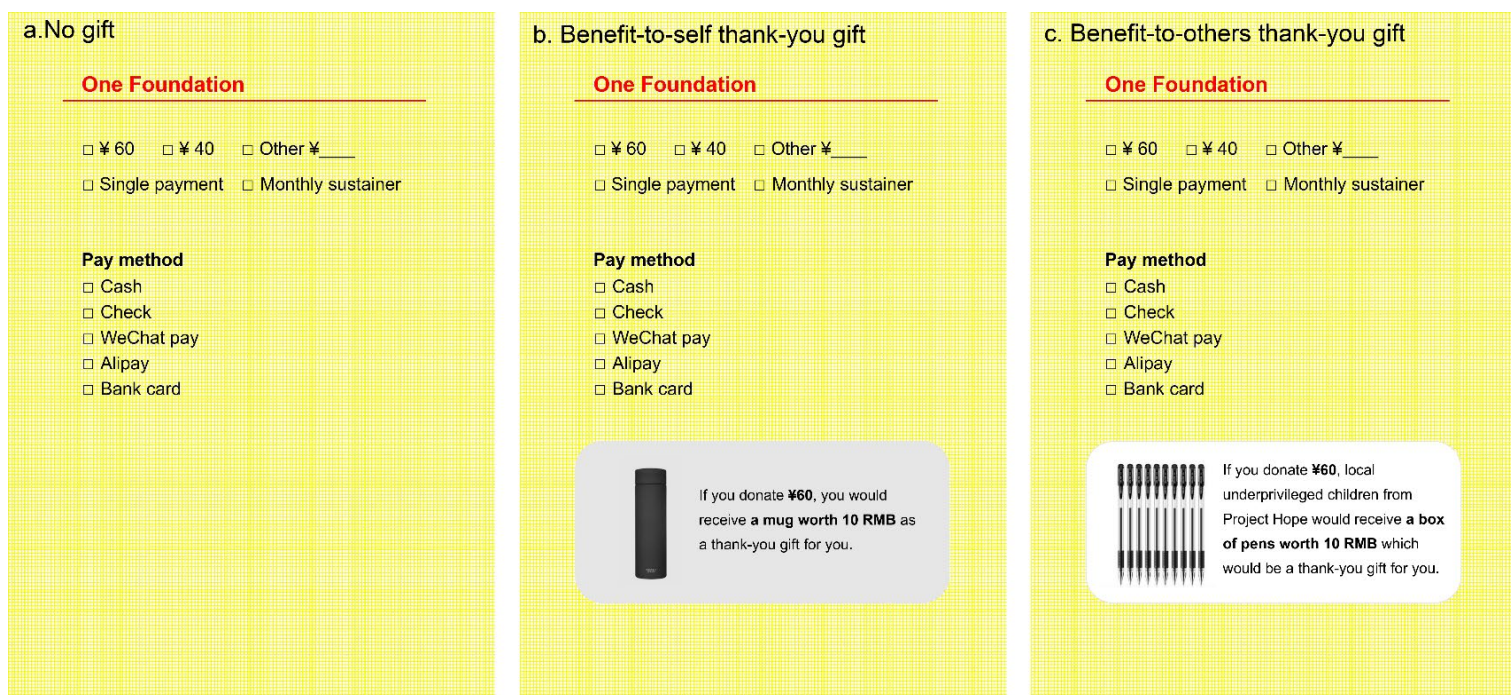 a.No gift
One Foundation
□ ¥ 60 □ ¥ 40 □ Other ¥____
□ Single payment □ Monthly sustainer
Pay method
□ Cash
□ Check
□ WeChat pay
□ Alipay
□ Bank card
b. Benefit-to-self thank-you gift
One Foundation
□ ¥ 60 □ ¥ 40 □ Other ¥____
□ Single payment □ Monthly sustainer
Pay method
□ Cash
□ Check
□ WeChat pay
□ Alipay
□ Bank card
If you donate ¥60, you would
receive a mug worth 10 RMB as
a thank-you gift for you.
c. Benefit-to-others thank-you gift
One Foundation
□ ¥ 60 □ ¥ 40 □ Other ¥____
□ Single payment □ Monthly sustainer
Pay method
□ Cash
□ Check
□ WeChat pay
□ Alipay
□ Bank card
If you donate ¥60, local
underprivileged children from
Project Hope would receive a box
of pens worth 10 RMB which
would be a thank-you gift for you.